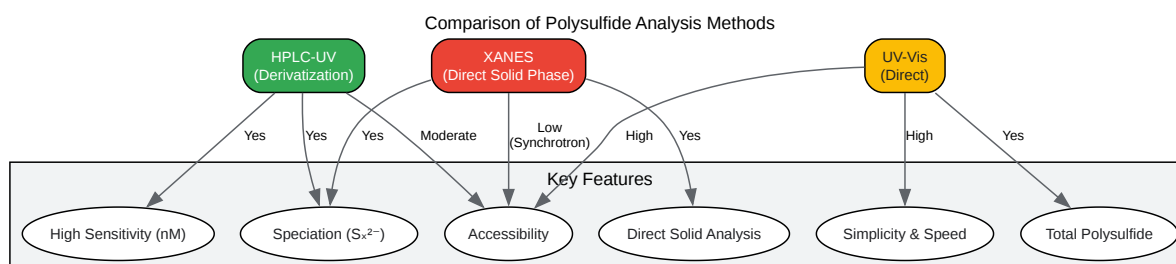 Comparison of Polysulfide Analysis Methods
HPLC-UV
(Derivatization)
XANES
(Direct Solid Phase)
UV-Vis
(Direct)
Yes
Yes
Yes
Moderate
Low
(Synchrotron)
High
Yes
High
Yes
Key Features
High Sensitivity (nM)
Speciation (Sₓ²⁻)
Accessibility
Direct Solid Analysis
Simplicity & Speed
Total Polysulfide